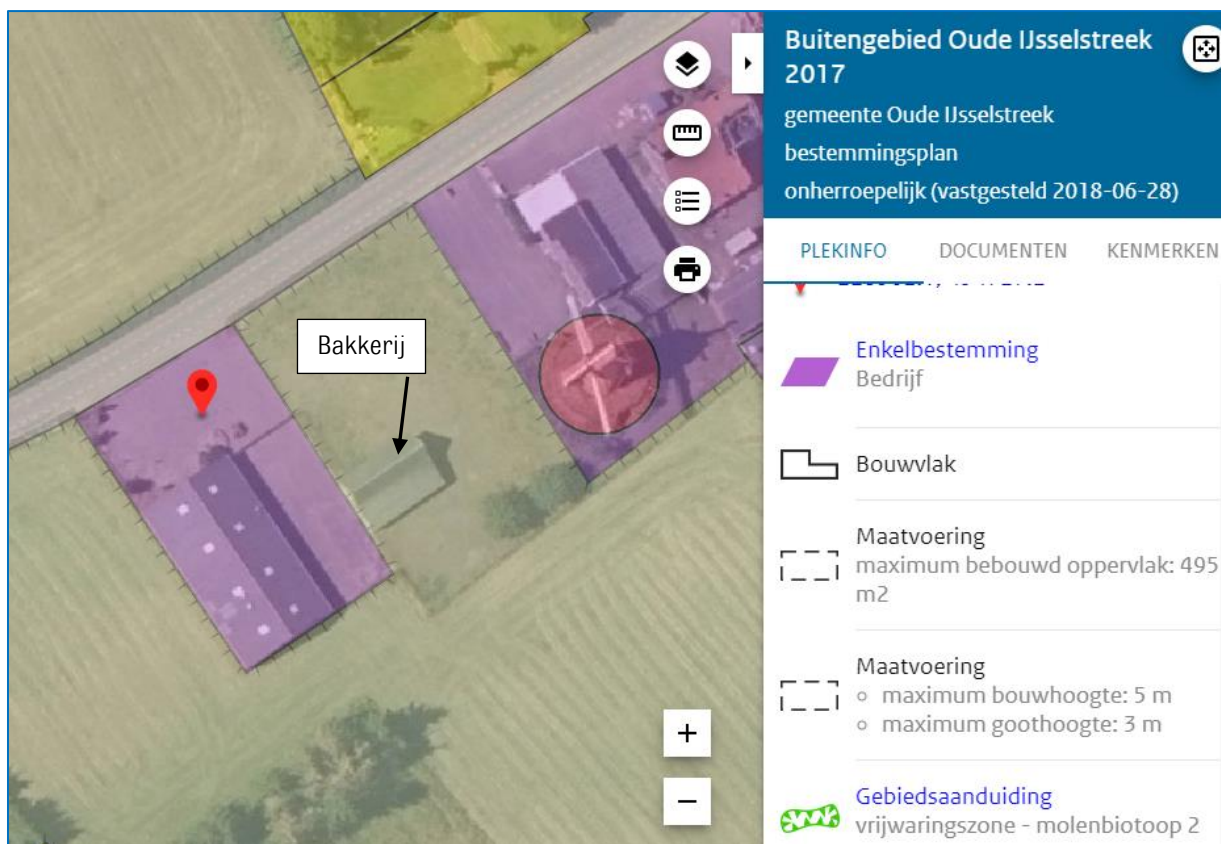 Bakkerij
Buitengebied Oude IJsselstreek
2017
gemeente Oude IJsselstreek
bestemmingsplan
onherroepelijk (vastgesteld 2018-06-28)
PLEKINFO DOCUMENTEN KENMERKEN
Enkelbestemming
Bedrijf
Bouwvlak
Maatvoering
maximum bebouwd oppervlak: 495
m2
Maatvoering
○ maximum bouwhoogte: 5 m
○ maximum goothoogte: 3 m
Gebiedsaanduiding
vrijwaringszone - molenbiotoop 2
+
−